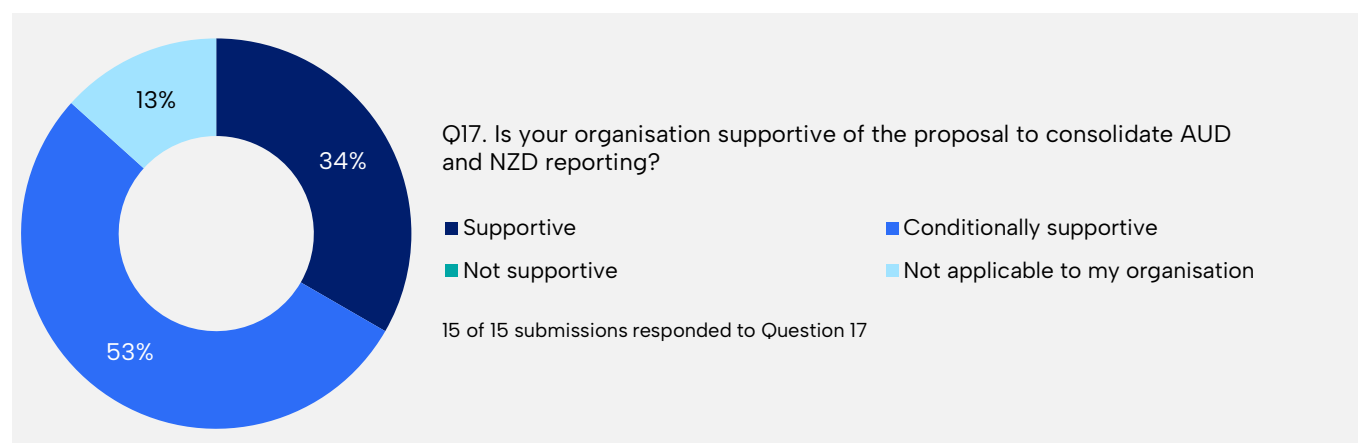 13%
34%
53%
Q17. Is your organisation supportive of the proposal to consolidate AUD
and NZD reporting?
Supportive
Conditionally supportive
Not supportive
Not applicable to my organisation
15 of 15 submissions responded to Question 17